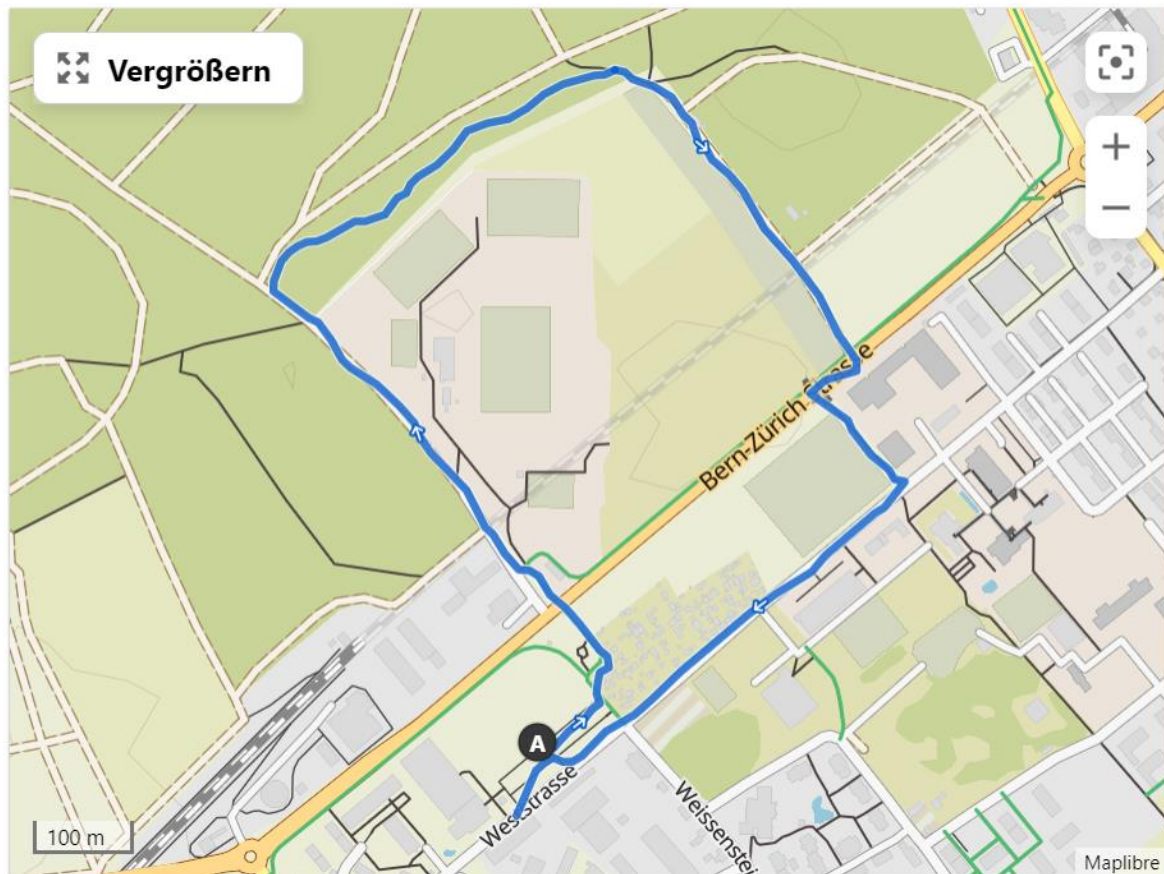 Vergrößern
+
−
Bern-Zürich-Strasse
A
Weststrasse
Weissenstei
100 m
Maplibre